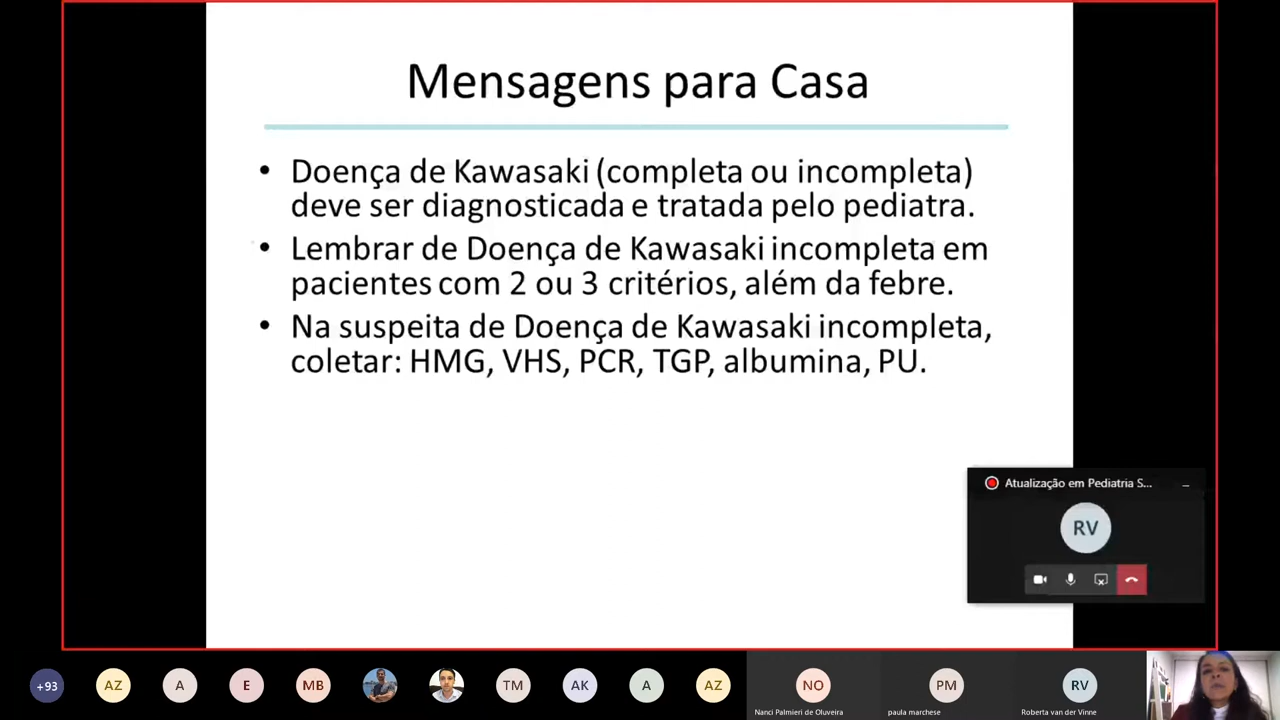 Mensagens para Casa
• Doença de Kawasaki (completa ou incompleta)
deve ser diagnosticada e tratada pelo pediatra.
• Lembrar de Doença de Kawasaki incompleta em
pacientes com 2 ou 3 critérios, além da febre.
• Na suspeita de Doença de Kawasaki incompleta,
coletar: HMG, VHS, PCR, TGP, albumina, PU.
Atualização em Pediatria S...
RV
+93
AZ
A
E
MB
TM
AK
A
AZ
NO
PM
RV
Nanci Palmieri de Oluveira
paula marchese
Roberta van der Vinne